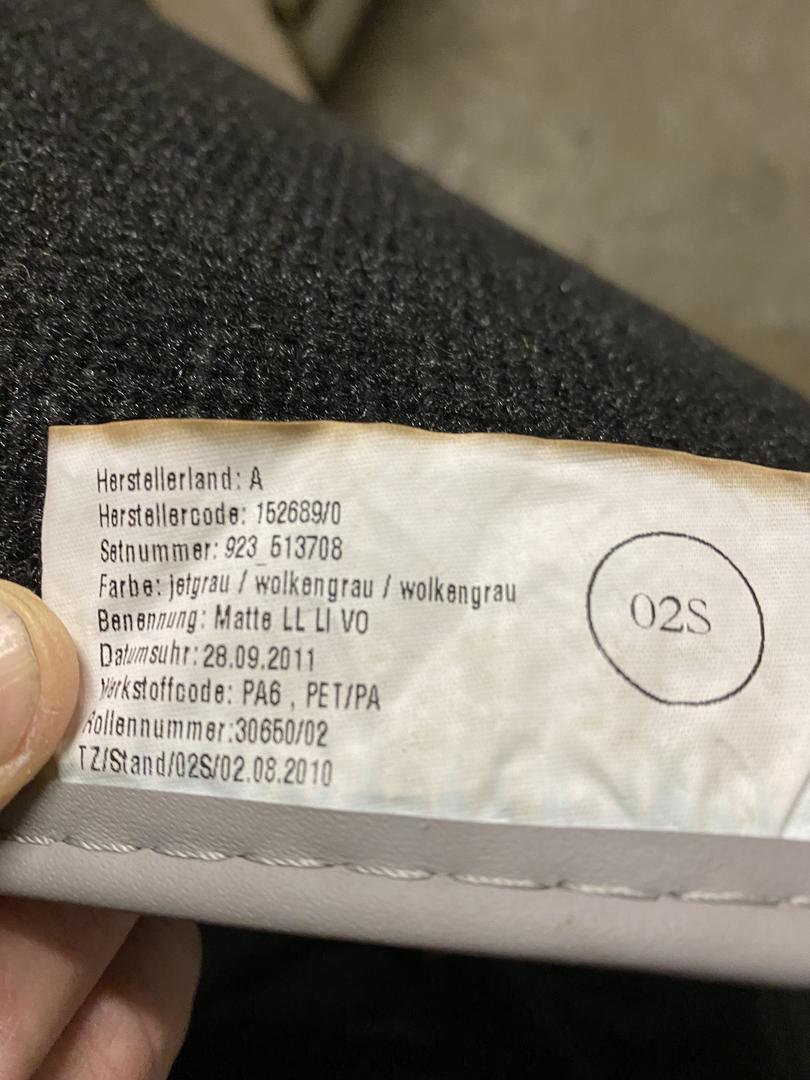 Herstellerland: A
Herstellercode: 152689/0
Setnummer: 923_513708
Farbe: jetgrau / wolkengrau / wolkengrau
Benennung: Matte LL LI VO
Datumsuhr: 28.09.2011
Werkstoffcode: PA6 , PET/PA
Rollennummer:30650/02
TZ/Stand/02S/02.08.2010
02S